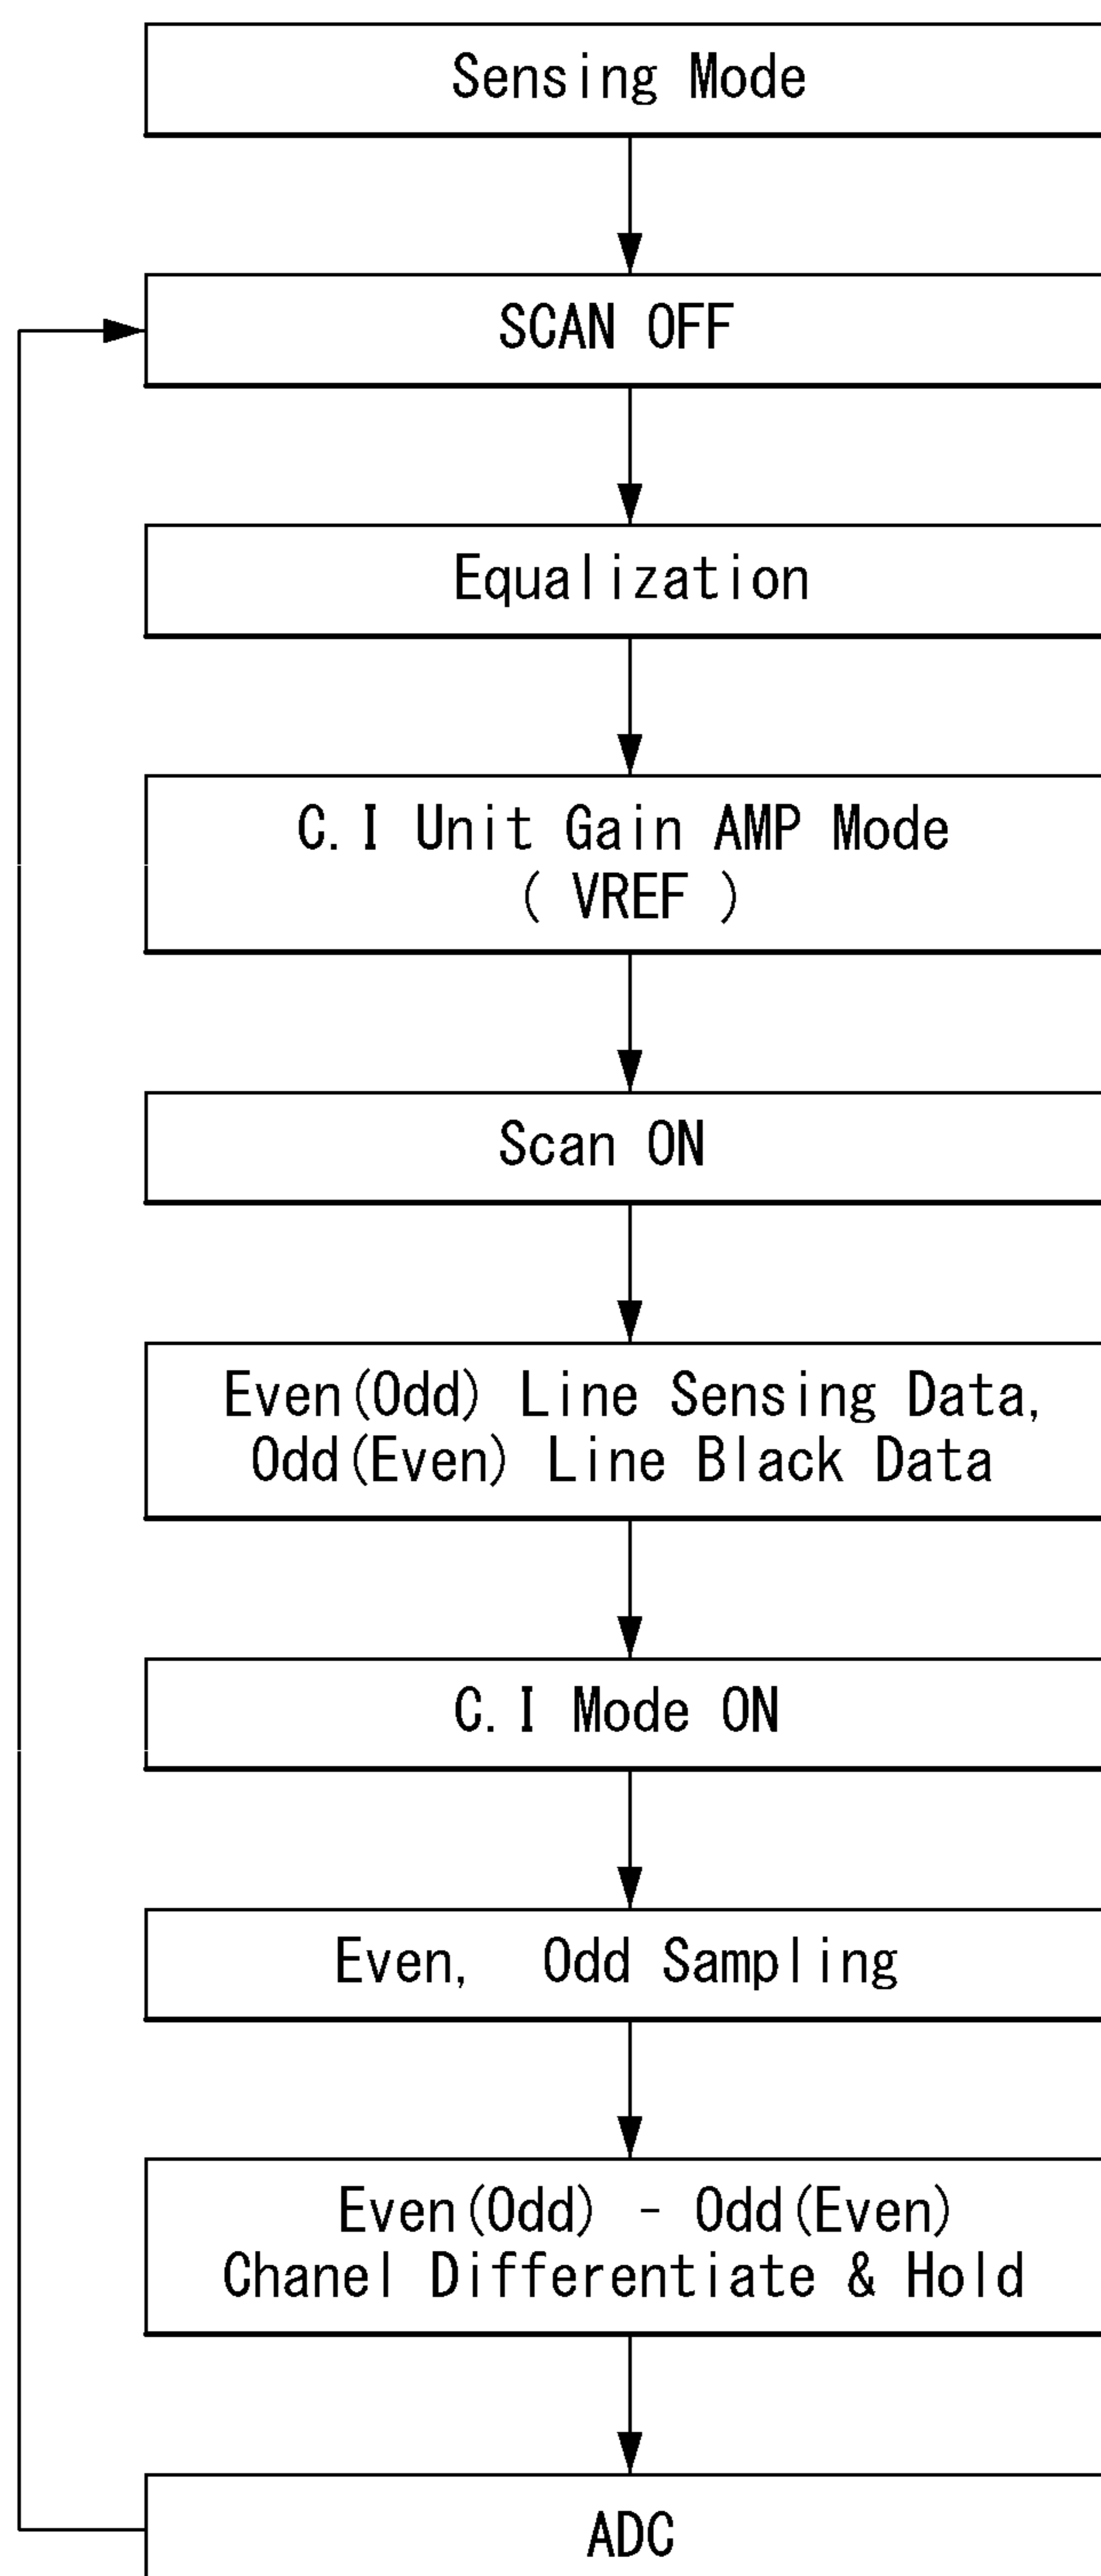 Sensing Mode
SCAN OFF
Equalization
C.I Unit Gain AMP Mode
( VREF )
Scan ON
Even(Odd) Line Sensing Data,
Odd(Even) Line Black Data
C.I Mode ON
Even, Odd Sampling
Even(Odd) - Odd(Even)
Chanel Differentiate & Hold
ADC